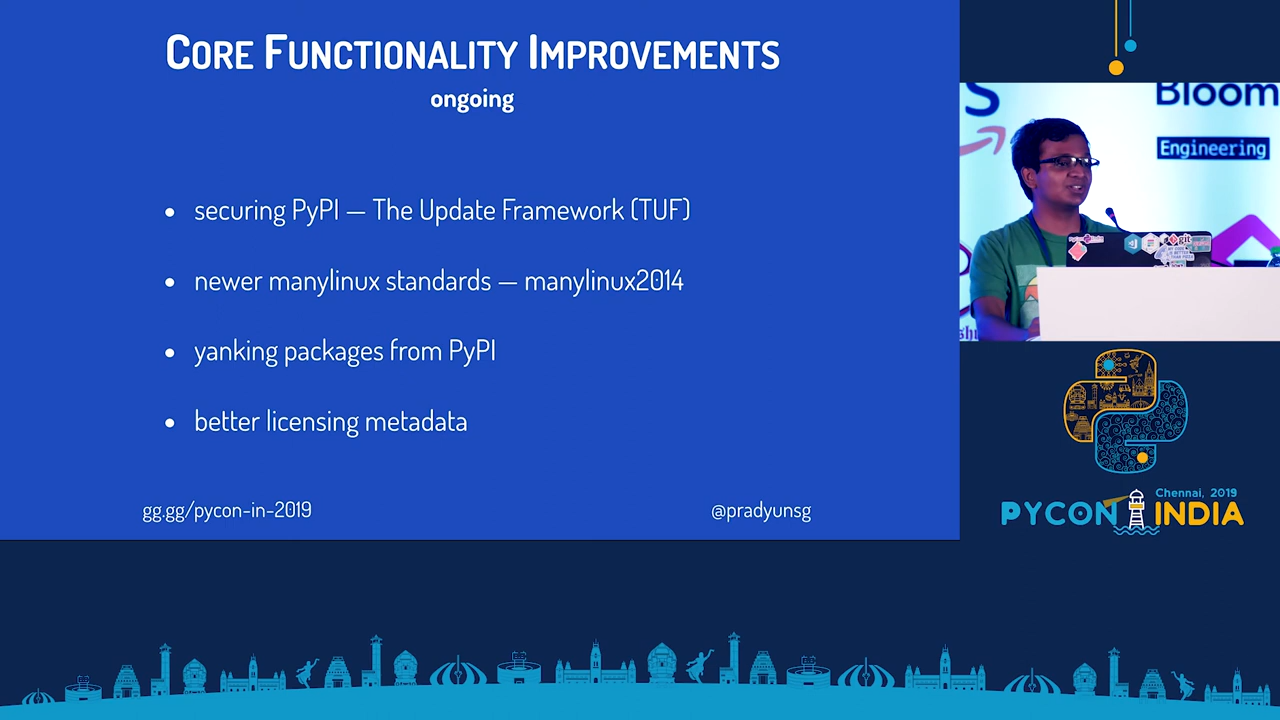 CORE FUNCTIONALITY IMPROVEMENTS
ongoing
• securing PyPI — The Update Framework (TUF)
• newer manylinux standards — manylinux2014
• yanking packages from PyPI
• better licensing metadata
gg.gg/pycon-in-2019
@pradyunsg
S
Bloom
Engineering
git
Chennai, 2019
PYCON INDIA